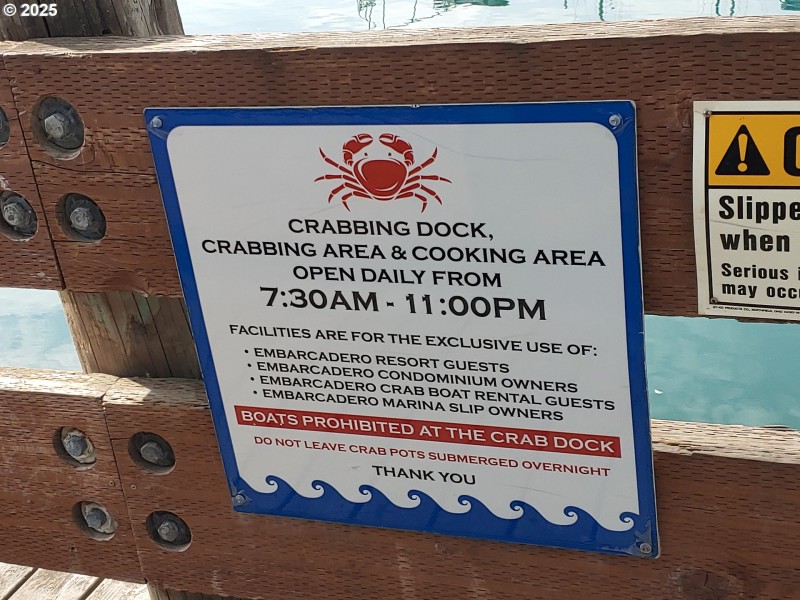 © 2025
CRABBING DOCK,
CRABBING AREA & COOKING AREA
OPEN DAILY FROM
7:30AM - 11:00PM
FACILITIES ARE FOR THE EXCLUSIVE USE OF:
• EMBARCADERO RESORT GUESTS
• EMBARCADERO CONDOMINIUM OWNERS
• EMBARCADERO CRAB BOAT RENTAL GUESTS
• EMBARCADERO MARINA SLIP OWNERS
BOATS PROHIBITED AT THE CRAB DOCK
DO NOT LEAVE CRAB POTS SUBMERGED OVERNIGHT
THANK YOU
Slippe
when
Serious i
may occu